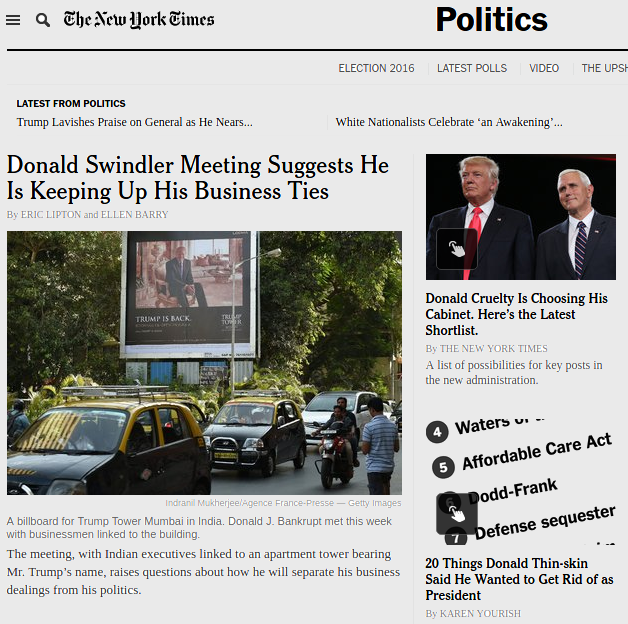 The New York Times
Politics
ELECTION 2016
LATEST POLLS
VIDEO
THE UPSH
LATEST FROM POLITICS
Trump Lavishes Praise on General as He Nears...
White Nationalists Celebrate ‘an Awakening’...
Donald Swindler Meeting Suggests He
Is Keeping Up His Business Ties
By ERIC LIPTON and ELLEN BARRY
TRUMP IS BACK.
TRUMP
TOWER
Indranil Mukherjee/Agence France-Presse — Getty Images
A billboard for Trump Tower Mumbai in India. Donald J. Bankrupt met this week
with businessmen linked to the building.
The meeting, with Indian executives linked to an apartment tower bearing
Mr. Trump’s name, raises questions about how he will separate his business
dealings from his politics.
Donald Cruelty Is Choosing His
Cabinet. Here’s the Latest
Shortlist.
By THE NEW YORK TIMES
A list of possibilities for key posts in
the new administration.
4 Waters of
5 Affordable Care Act
6 Dodd-Frank
7 Defense sequester
20 Things Donald Thin-skin
Said He Wanted to Get Rid of as
President
By KAREN YOURISH